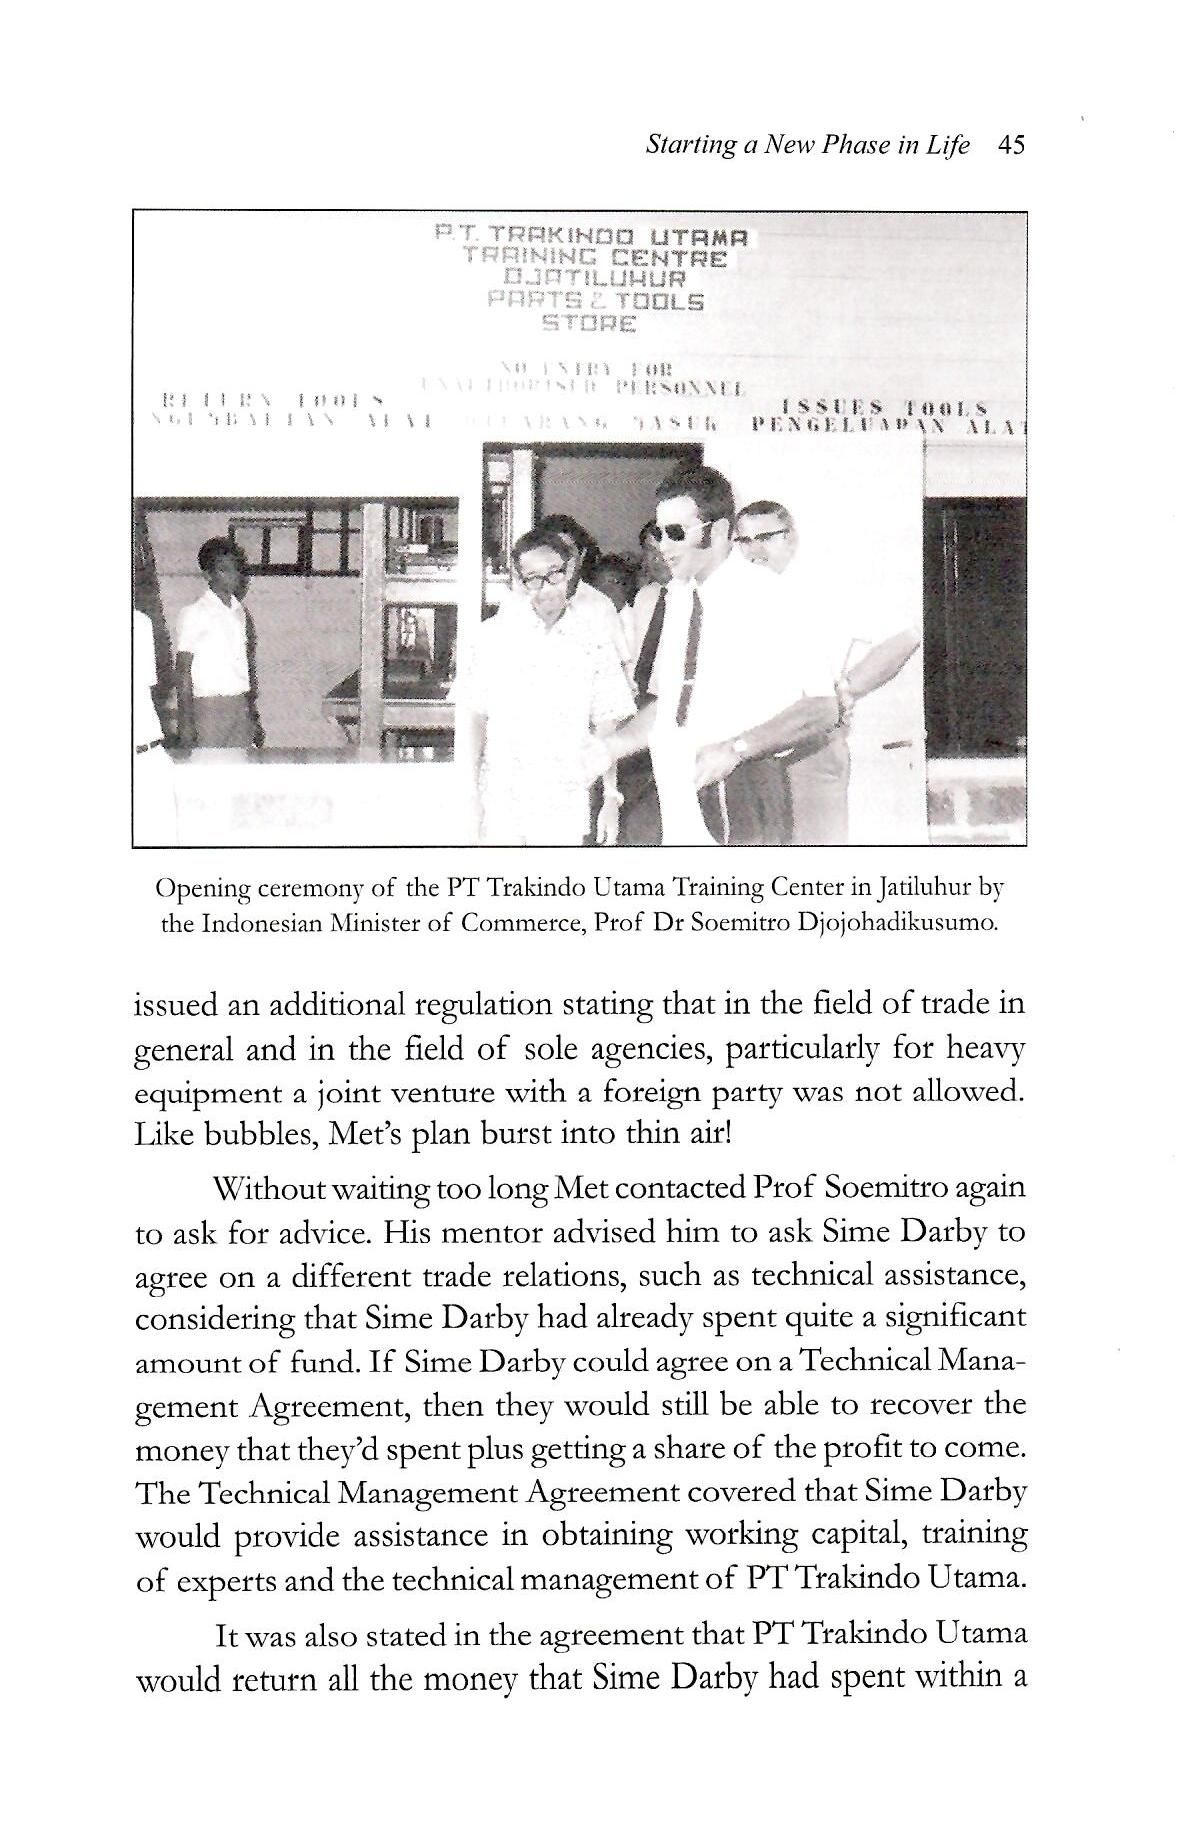 Starting a New Phase in Life 45
P.T. TRAKINDO UTAMA
TRAINING CENTRE
DJATILUHUR
PARTS & TOOLS
STORE
NO ENTRY FOR
UNAUTHORISED PERSONNEL
RETURN TOOLS
ISSUES TOOLS
PENGEMBALIAN ALAT
DILARANG MASUK
PENGELUARAN ALAT
Opening ceremony of the PT Trakindo Utama Training Center in Jatiluhur by
the Indonesian Minister of Commerce, Prof Dr Soemitro Djojohadikusumo.
issued an additional regulation stating that in the field of trade in
general and in the field of sole agencies, particularly for heavy
equipment a joint venture with a foreign party was not allowed.
Like bubbles, Met's plan burst into thin air!
Without waiting too long Met contacted Prof Soemitro again
to ask for advice. His mentor advised him to ask Sime Darby to
agree on a different trade relations, such as technical assistance,
considering that Sime Darby had already spent quite a significant
amount of fund. If Sime Darby could agree on a Technical Mana-
gement Agreement, then they would still be able to recover the
money that they'd spent plus getting a share of the profit to come.
The Technical Management Agreement covered that Sime Darby
would provide assistance in obtaining working capital, training
of experts and the technical management of PT Trakindo Utama.
It was also stated in the agreement that PT Trakindo Utama
would return all the money that Sime Darby had spent within a